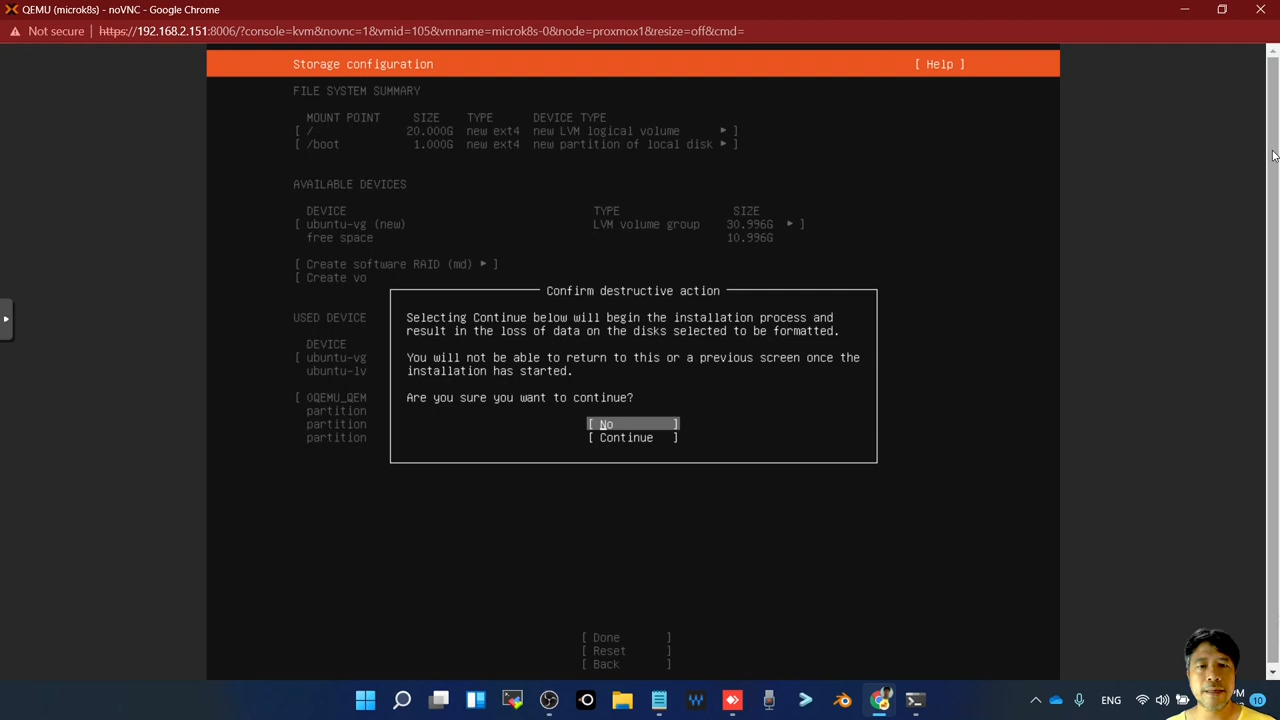 QEMU (microk8s) - noVNC - Google Chrome
Not secure | https://192.168.2.151:8006/?console=kvm&novnc=1&vmid=105&vmname=microk8s-0&node=proxmox1&resize=off&cmd=
Storage configuration [ Help ]
FILE SYSTEM SUMMARY
MOUNT POINT SIZE TYPE DEVICE TYPE
[ / 20.000G new ext4 new LVM logical volume ▸ ]
[ /boot 1.000G new ext4 new partition of local disk ▸ ]
AVAILABLE DEVICES
DEVICE TYPE SIZE
[ ubuntu-vg (new) LVM volume group 30.996G ▸ ]
free space 10.996G
[ Create software RAID (md) ▸ ]
[ Create vo
Confirm destructive action
Selecting Continue below will begin the installation process and
result in the loss of data on the disks selected to be formatted.
You will not be able to return to this or a previous screen once the
installation has started.
Are you sure you want to continue?
[ No ]
[ Continue ]
USED DEVICE
DEVICE
[ ubuntu-vg
ubuntu-lv
[ 0QEMU_QEM
partition
partition
partition
[ Done ]
[ Reset ]
[ Back ]
ENG
10